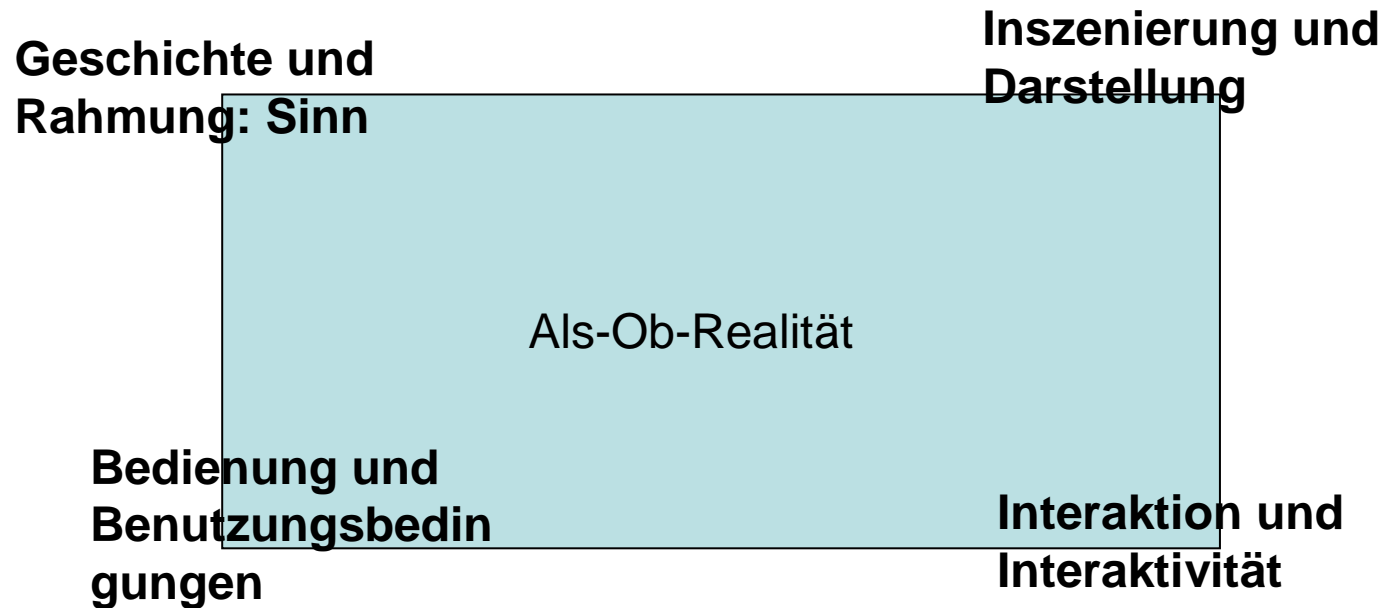 Geschichte und
Rahmung: Sinn
Inszenierung und
Darstellung
Als-Ob-Realität
Bedienung und
Benutzungsbedin
gungen
Interaktion und
Interaktivität